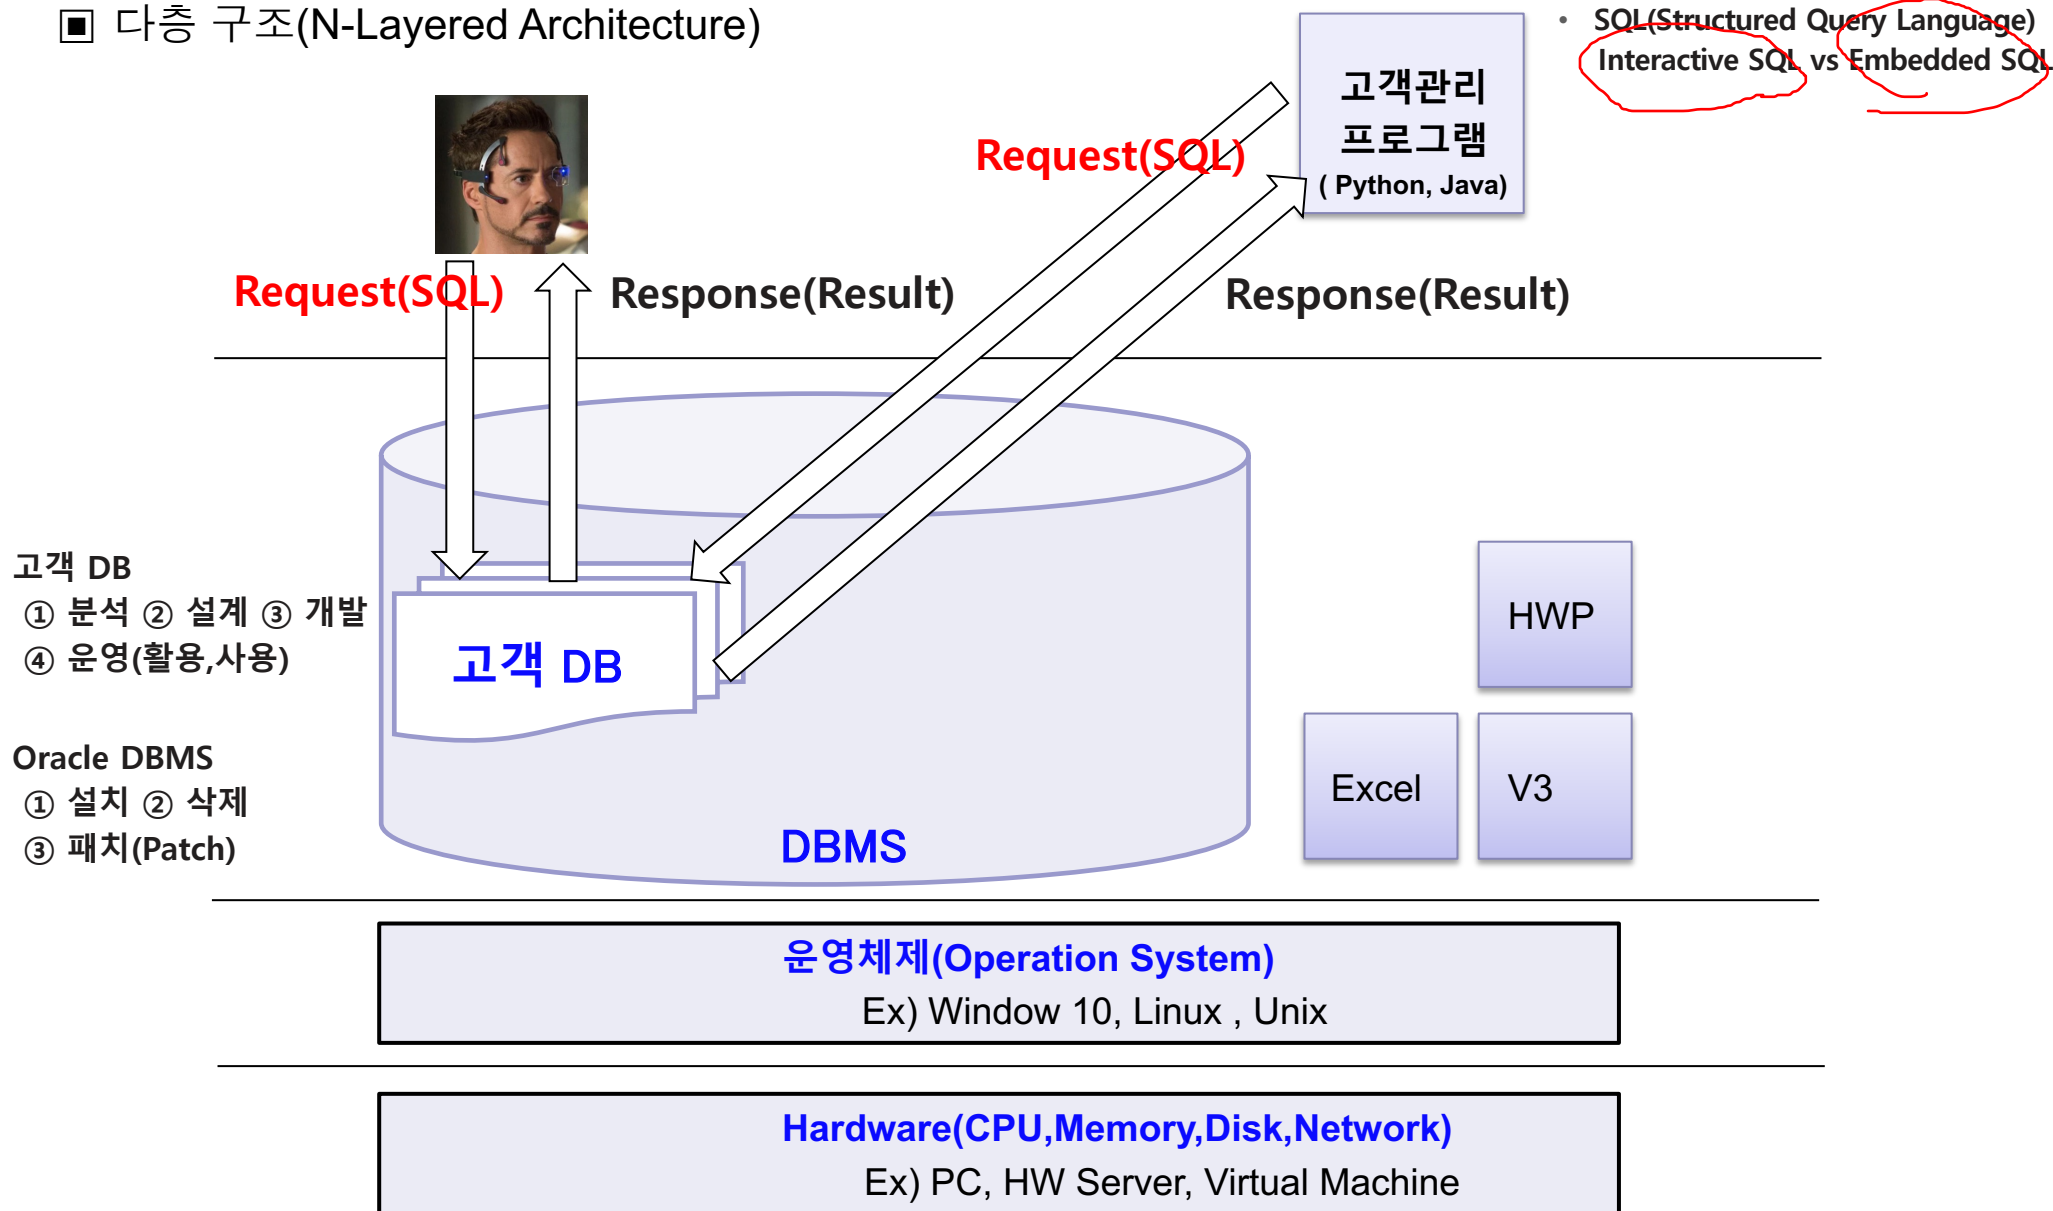 ▣ 다층 구조(N-Layered Architecture)
• SQL(Structured Query Language)
Interactive SQL vs Embedded SQL
고객관리
프로그램
( Python, Java)
Request(SQL)
Request(SQL)
Response(Result)
Response(Result)
고객 DB
① 분석 ② 설계 ③ 개발
④ 운영(활용,사용)
고객 DB
HWP
Oracle DBMS
① 설치 ② 삭제
③ 패치(Patch)
Excel
V3
DBMS
운영체제(Operation System)
Ex) Window 10, Linux , Unix
Hardware(CPU,Memory,Disk,Network)
Ex) PC, HW Server, Virtual Machine